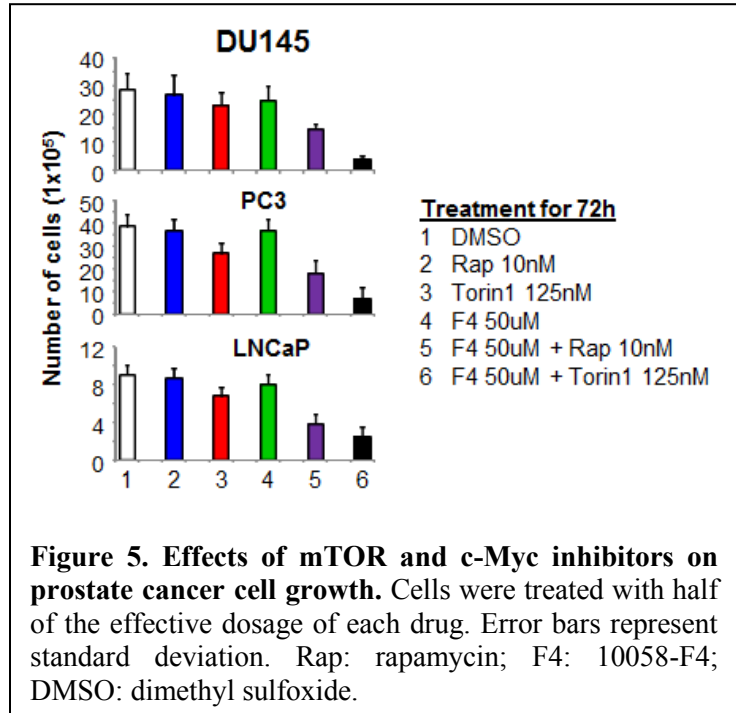 DU145
40
30
20
10
0
PC3
50
40
30
20
10
0
LNCaP
12
8
4
0
1 2 3 4 5 6
Number of cells (1x10⁵)
Treatment for 72h
1 DMSO
2 Rap 10nM
3 Torin1 125nM
4 F4 50uM
5 F4 50uM + Rap 10nM
6 F4 50uM + Torin1 125nM
Figure 5. Effects of mTOR and c-Myc inhibitors on
prostate cancer cell growth. Cells were treated with half
of the effective dosage of each drug. Error bars represent
standard deviation. Rap: rapamycin; F4: 10058-F4;
DMSO: dimethyl sulfoxide.